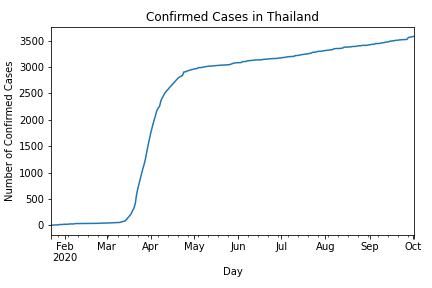 Confirmed Cases in Thailand
Number of Confirmed Cases
3500
3000
2500
2000
1500
1000
500
0
Feb Mar Apr May Jun Jul Aug Sep Oct
2020
Day